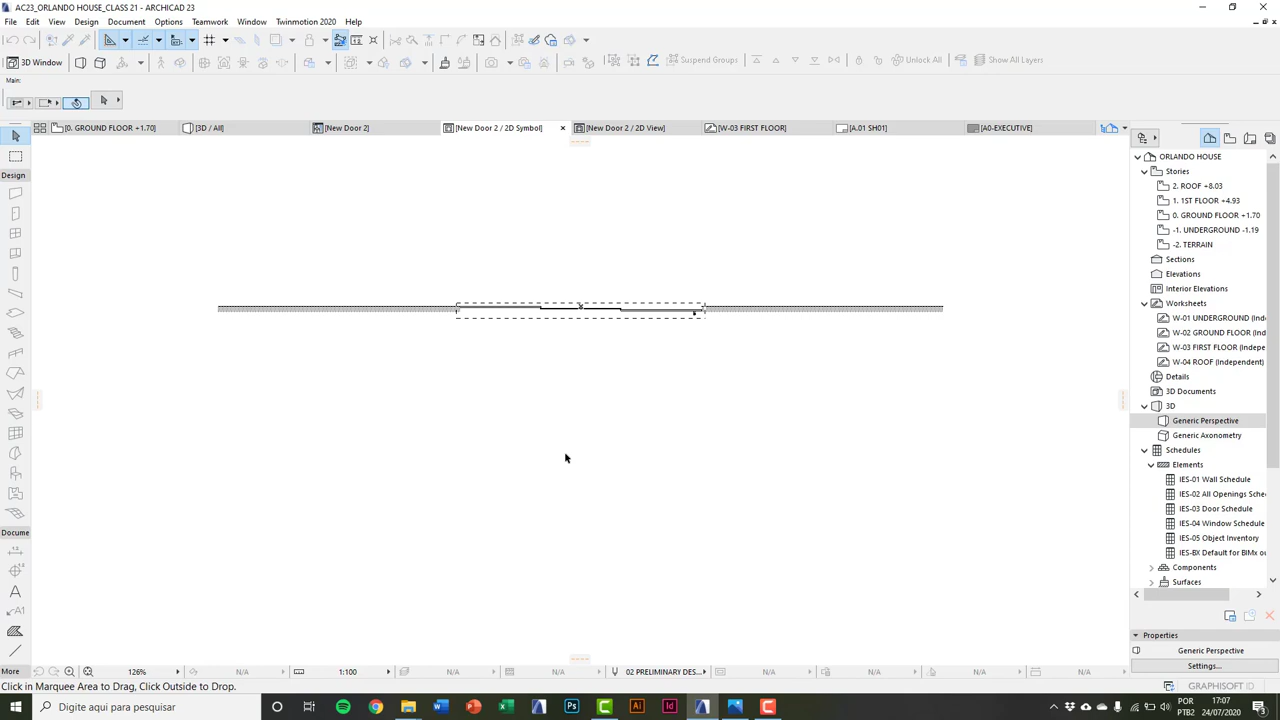 AC23_ORLANDO HOUSE_CLASS 21 - ARCHICAD 23
File Edit View Design Document Options Teamwork Window Twinmotion 2020 Help
Suspend Groups Unlock All Show All Layers
3D Window
Main:
[0. GROUND FLOOR +1.70] [3D / All] [New Door 2] [New Door 2 / 2D Symbol] [New Door 2 / 2D View] [W-03 FIRST FLOOR] [A.01 SH01] [A0-EXECUTIVE]
Design
ORLANDO HOUSE
Stories
2. ROOF +8.03
1. 1ST FLOOR +4.93
0. GROUND FLOOR +1.70
-1. UNDERGROUND -1.19
-2. TERRAIN
Sections
Elevations
Interior Elevations
Worksheets
W-01 UNDERGROUND (Ind
W-02 GROUND FLOOR (Ind
W-03 FIRST FLOOR (Indepe
W-04 ROOF (Independent)
Details
3D Documents
3D
Generic Perspective
Generic Axonometry
Schedules
Elements
IES-01 Wall Schedule
IES-02 All Openings Sche
IES-03 Door Schedule
IES-04 Window Schedule
IES-05 Object Inventory
IES-BX Default for BIMx o
Components
Surfaces
Docume
Properties
Generic Perspective
Settings...
More
126% N/A 1:100 N/A N/A 02 PRELIMINARY DES... N/A N/A N/A N/A
Click in Marquee Area to Drag, Click Outside to Drop.
GRAPHISOFT
Digite aqui para pesquisar
POR
PTB2
17:07
24/07/2020